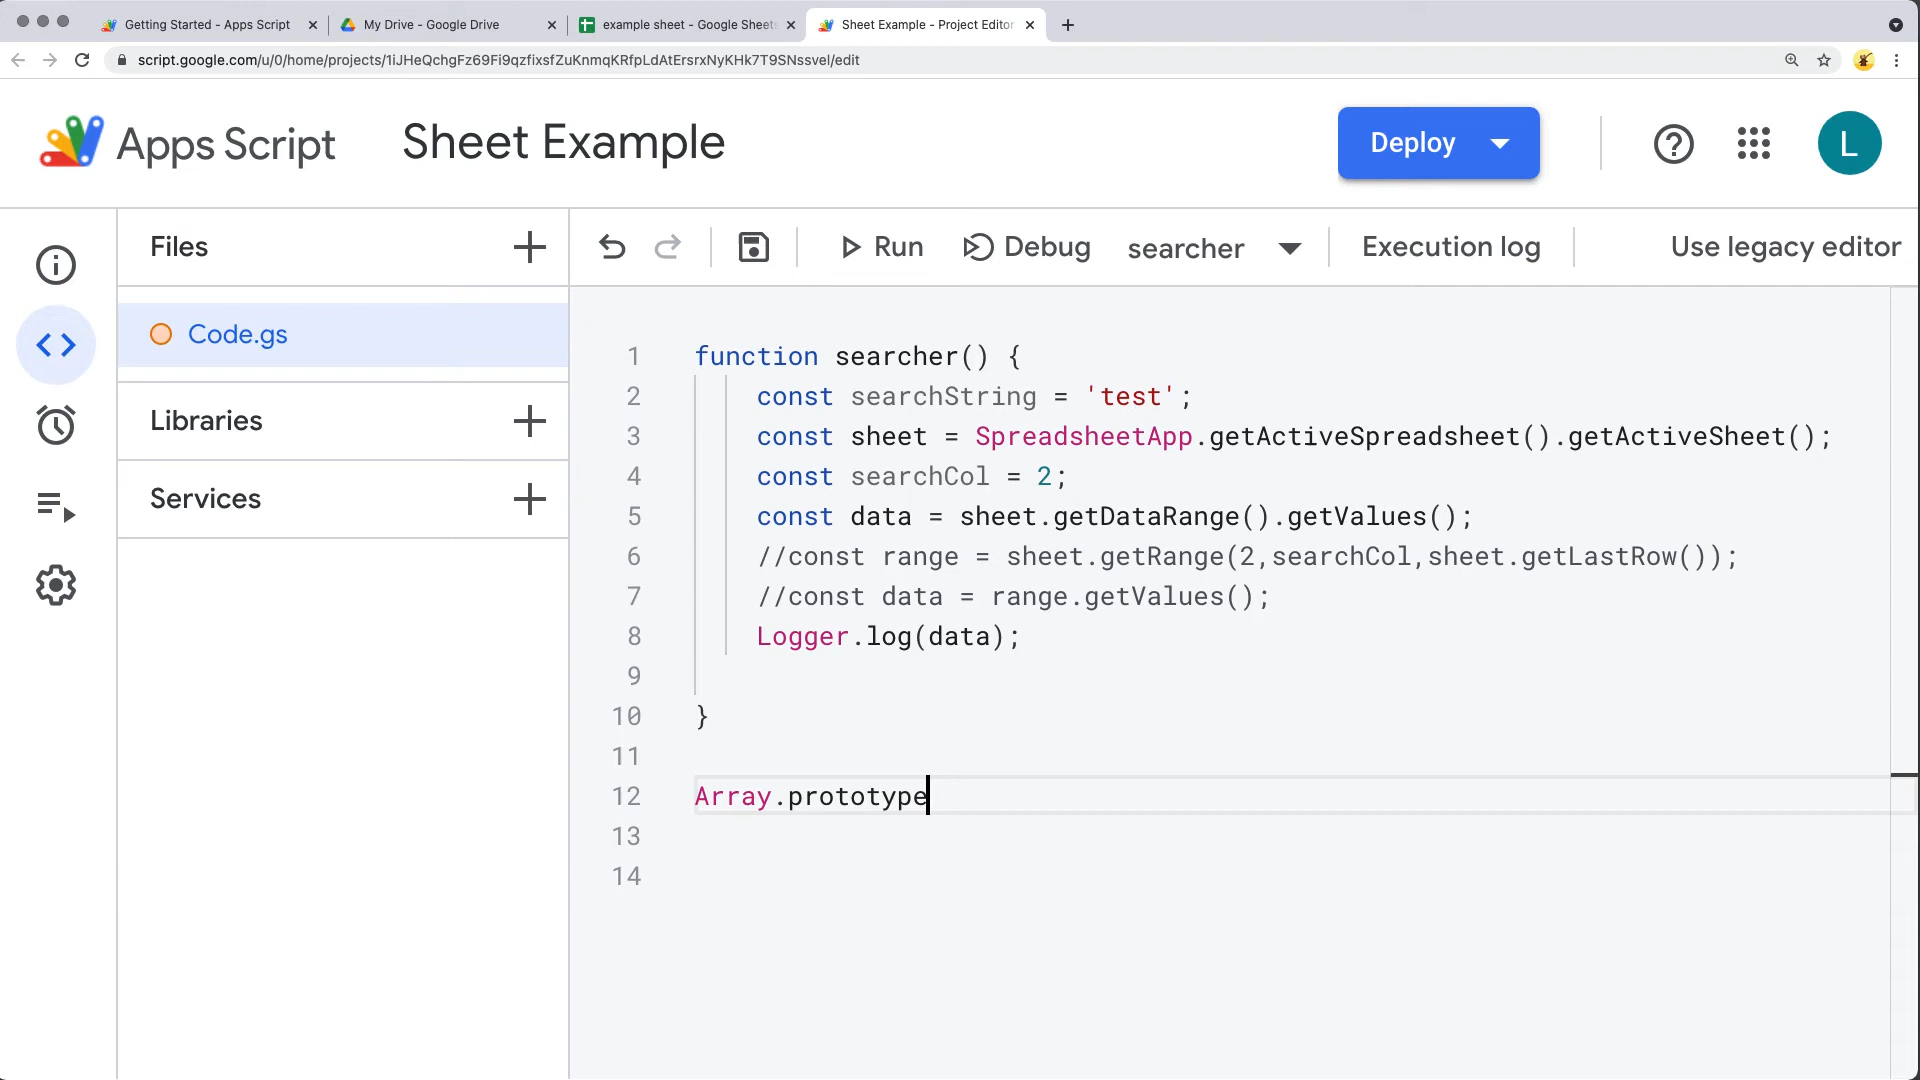 Getting Started - Apps Script
My Drive - Google Drive
example sheet - Google Sheets
Sheet Example - Project Editor
script.google.com/u/0/home/projects/1iJHeQchgFz69Fi9qzfixsfZuKnmqKRfpLdAtErsrxNyKHk7T9SNssvel/edit
Apps Script
Sheet Example
Deploy
L
Files
Run
Debug
searcher
Execution log
Use legacy editor
Code.gs
Libraries
Services
1 function searcher() {
2 const searchString = 'test';
3 const sheet = SpreadsheetApp.getActiveSpreadsheet().getActiveSheet();
4 const searchCol = 2;
5 const data = sheet.getDataRange().getValues();
6 //const range = sheet.getRange(2,searchCol,sheet.getLastRow());
7 //const data = range.getValues();
8 Logger.log(data);
9
10 }
11
12 Array.prototype
13
14